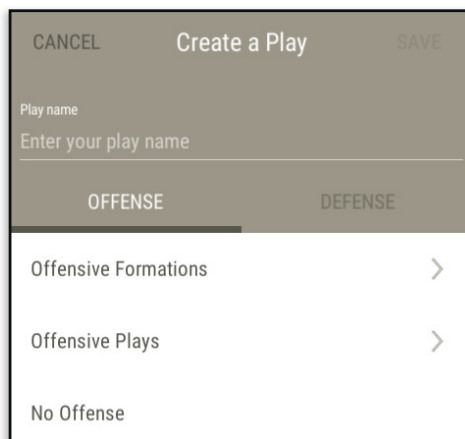 CANCEL Create a Play SAVE
Play name
Enter your play name
OFFENSE DEFENSE
Offensive Formations
Offensive Plays
No Offense